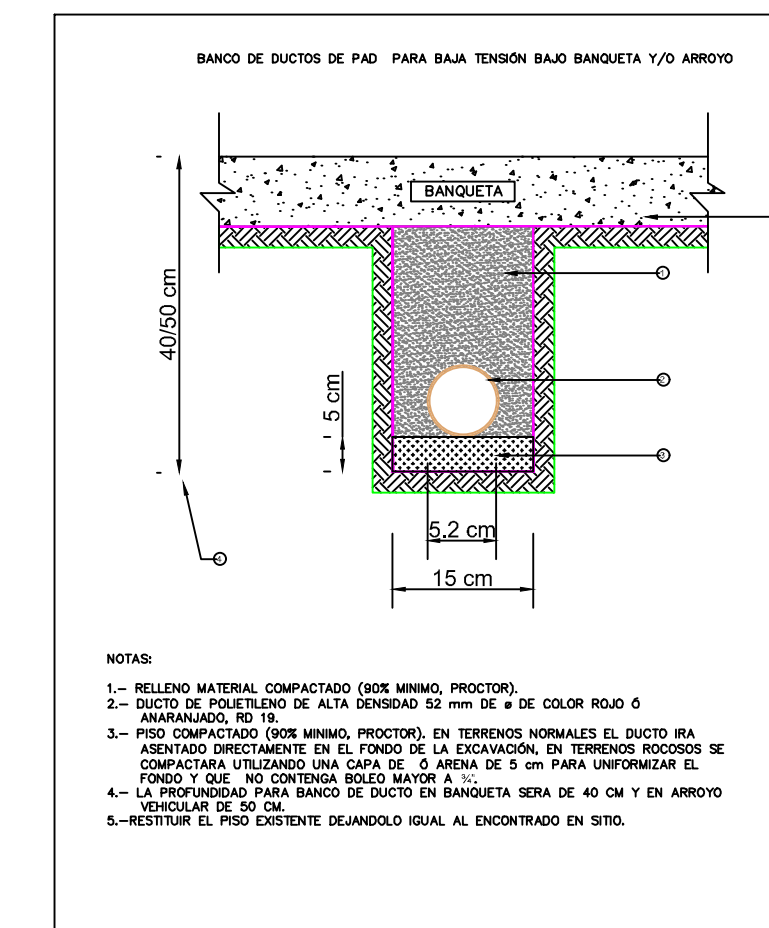 BANCO DE DUCTOS DE PAD PARA BAJA TENSIÓN BAJO BANQUETA Y/O ARROYO
BANQUETA
40/50 cm
1
2
5 cm
3
4
5.2 cm
15 cm
NOTAS:
1.- RELLENO MATERIAL COMPACTADO (90% MINIMO, PROCTOR).
2.- DUCTO DE POLIETILENO DE ALTA DENSIDAD 52 mm DE ø DE COLOR ROJO Ó
ANARANJADO, RD 19.
3.- PISO COMPACTADO (90% MINIMO, PROCTOR). EN TERRENOS NORMALES EL DUCTO IRA
ASENTADO DIRECTAMENTE EN EL FONDO DE LA EXCAVACIÓN, EN TERRENOS ROCOSOS SE
COMPACTARA UTILIZANDO UNA CAPA DE Ó ARENA DE 5 cm PARA UNIFORMIZAR EL
FONDO Y QUE NO CONTENGA BOLEO MAYOR A ¾".
4.- LA PROFUNDIDAD PARA BANCO DE DUCTO EN BANQUETA SERA DE 40 CM Y EN ARROYO
VEHICULAR DE 50 CM.
5.-RESTITUIR EL PISO EXISTENTE DEJANDOLO IGUAL AL ENCONTRADO EN SITIO.